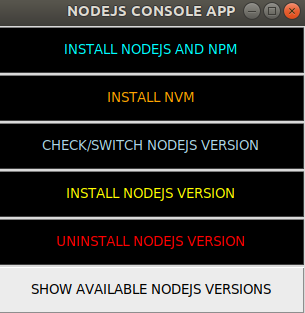 NODEJS CONSOLE APP
INSTALL NODEJS AND NPM
INSTALL NVM
CHECK/SWITCH NODEJS VERSION
INSTALL NODEJS VERSION
UNINSTALL NODEJS VERSION
SHOW AVAILABLE NODEJS VERSIONS